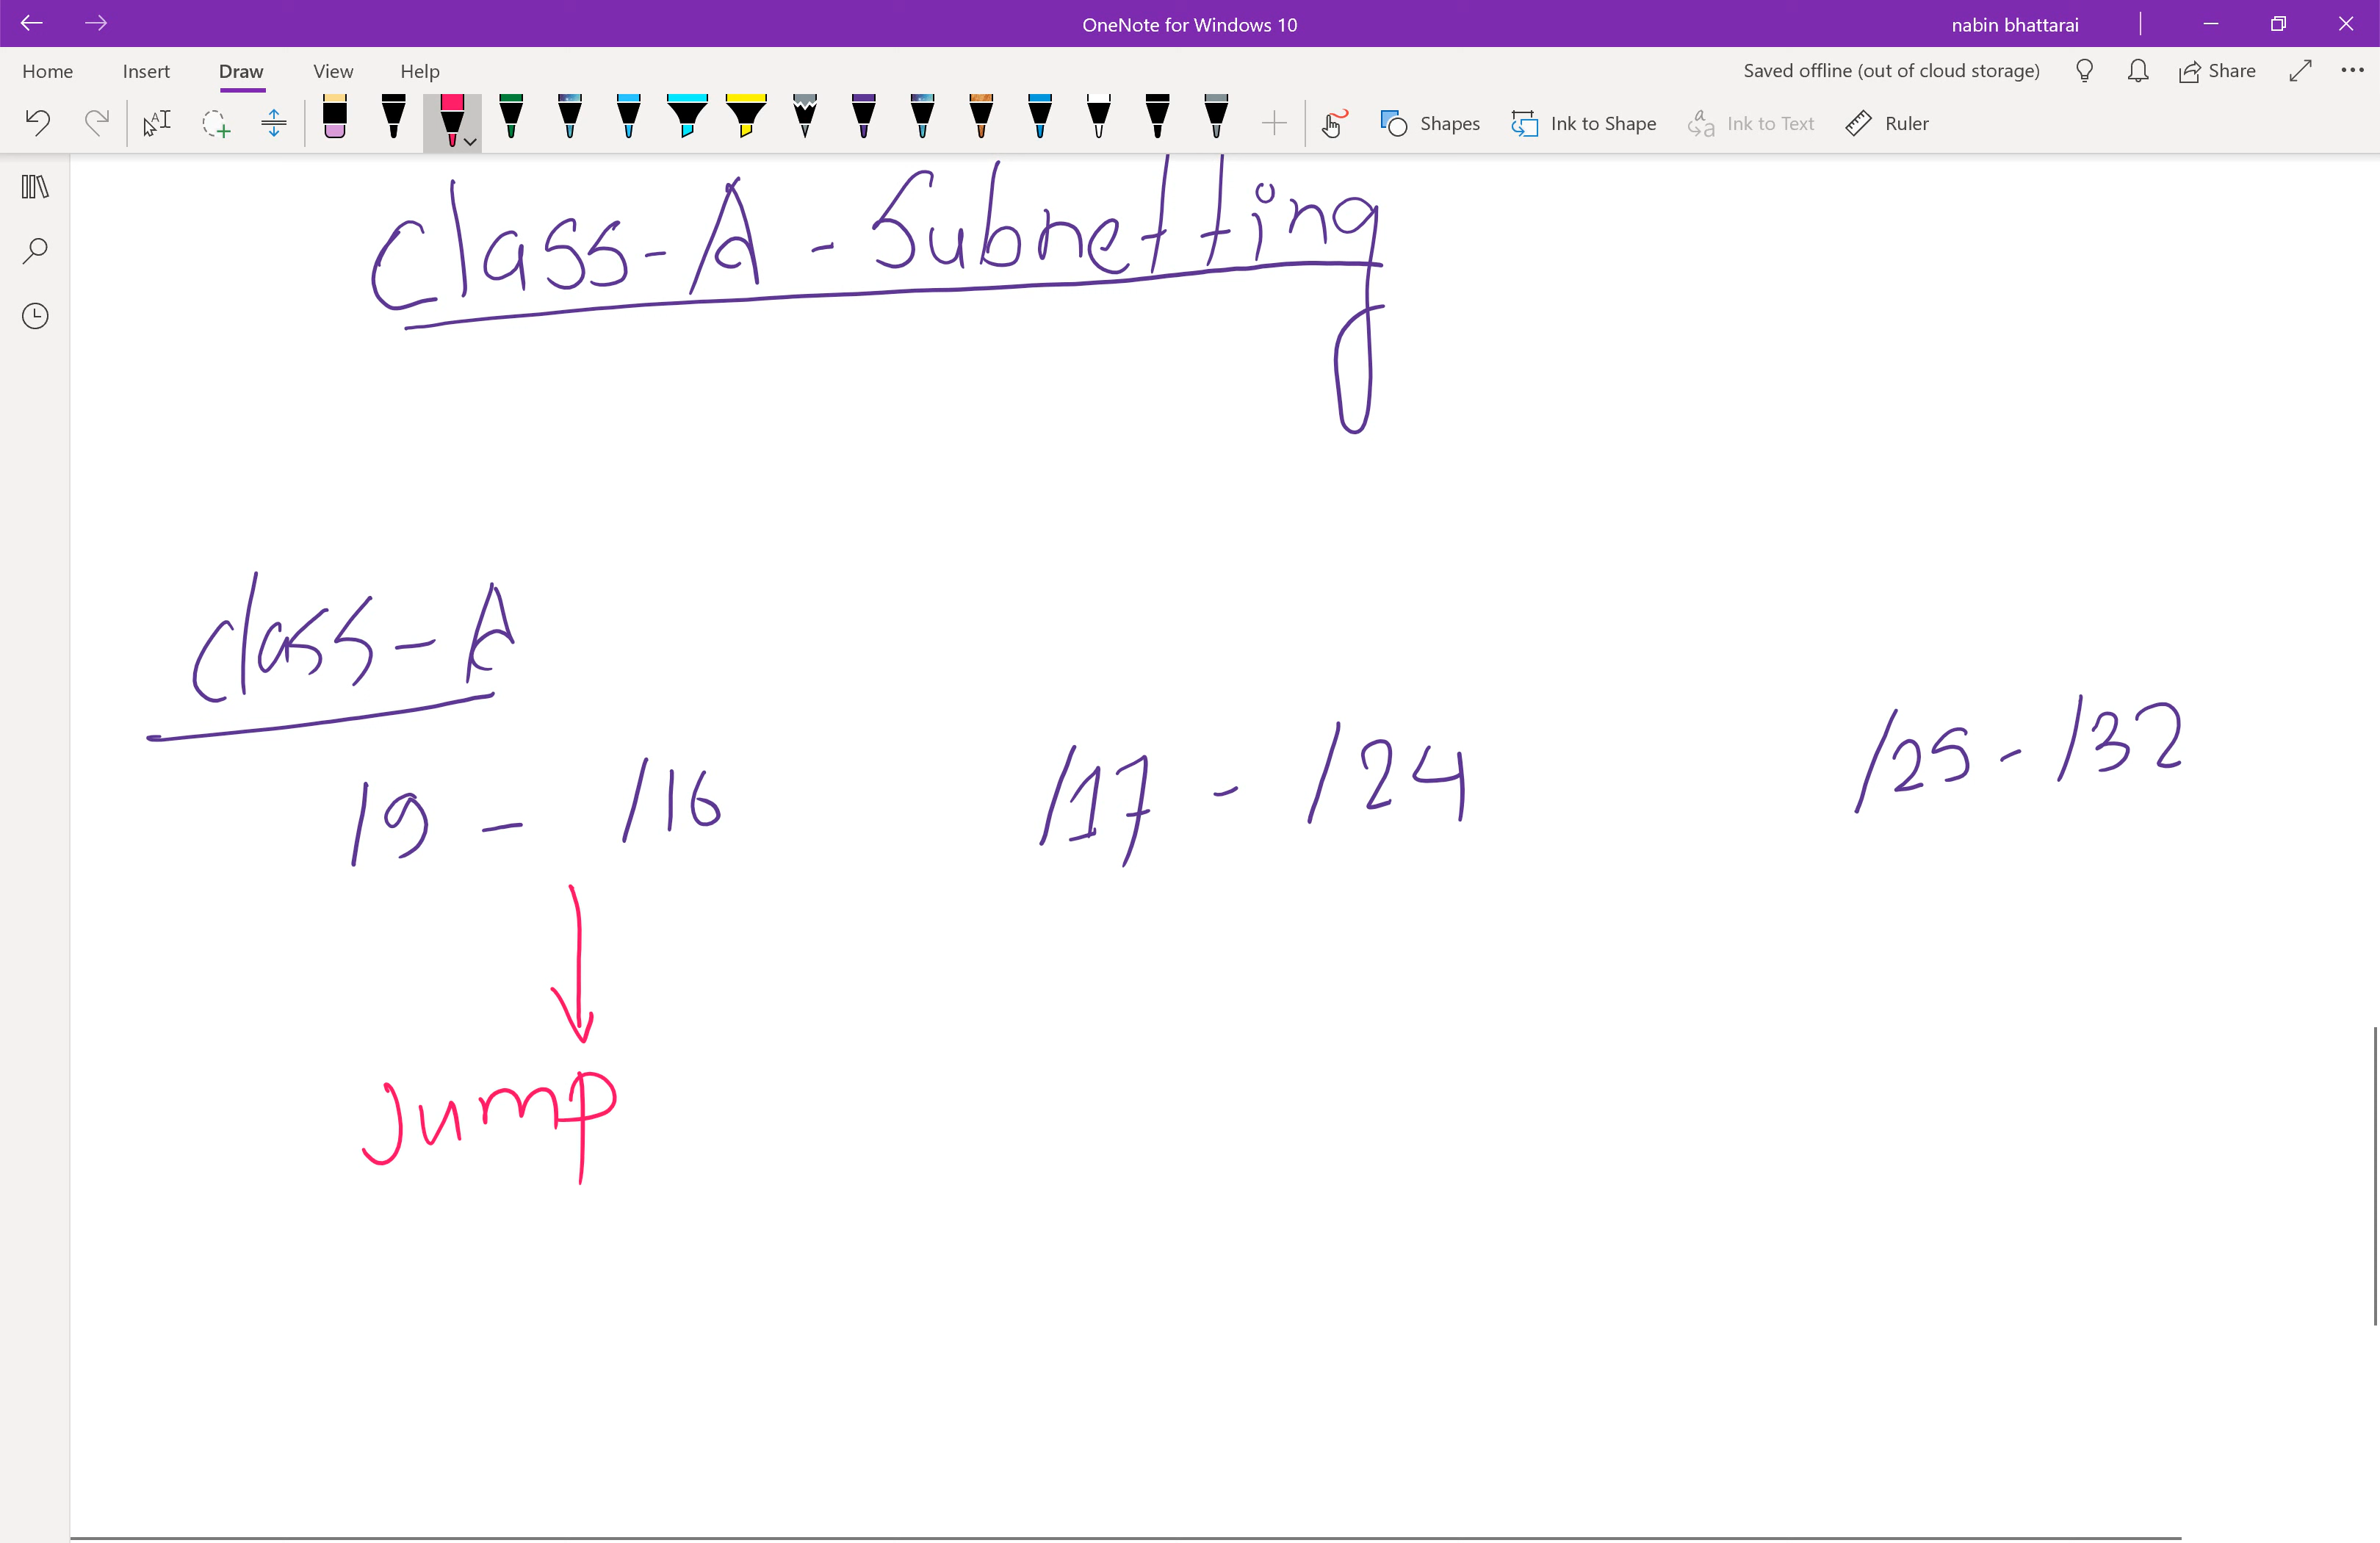 OneNote for Windows 10
nabin bhattarai
Home Insert Draw View Help
Saved offline (out of cloud storage)
Share
Shapes
Ink to Shape
Ink to Text
Ruler
Class-A - Subnetting
Class-A
/9 - /16
/17 - /24
/25 - /32
Jump